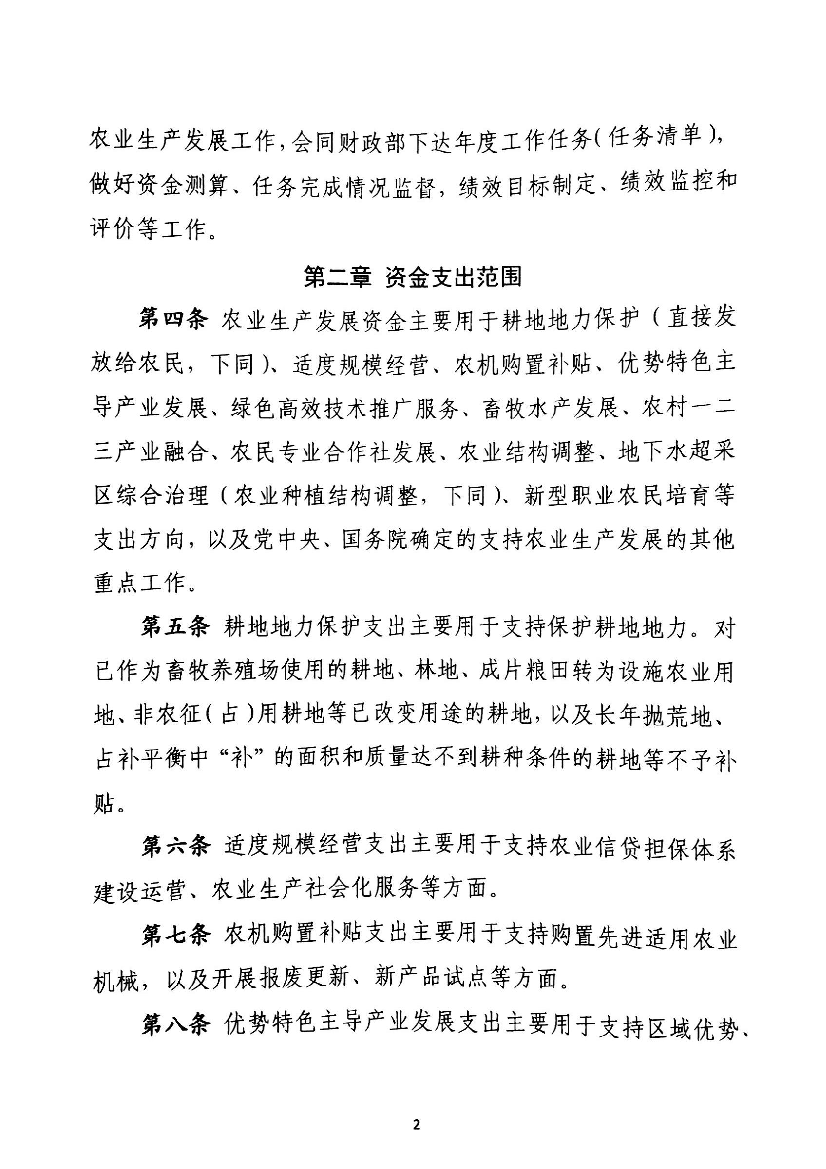 农业生产发展工作,会同财政部下达年度工作任务(任务清单),
做好资金测算、任务完成情况监督,绩效目标制定、绩效监控和
评价等工作。
第二章 资金支出范围
第四条 农业生产发展资金主要用于耕地地力保护(直接发
放给农民,下同)、适度规模经营、农机购置补贴、优势特色主
导产业发展、绿色高效技术推广服务、畜牧水产发展、农村一二
三产业融合、农民专业合作社发展、农业结构调整、地下水超采
区综合治理(农业种植结构调整,下同)、新型职业农民培育等
支出方向,以及党中央、国务院确定的支持农业生产发展的其他
重点工作。
第五条 耕地地力保护支出主要用于支持保护耕地地力。对
已作为畜牧养殖场使用的耕地、林地、成片粮田转为设施农业用
地、非农征(占)用耕地等已改变用途的耕地,以及长年抛荒地、
占补平衡中“补”的面积和质量达不到耕种条件的耕地等不予补
贴。
第六条 适度规模经营支出主要用于支持农业信贷担保体系
建设运营、农业生产社会化服务等方面。
第七条 农机购置补贴支出主要用于支持购置先进适用农业
机械,以及开展报废更新、新产品试点等方面。
第八条 优势特色主导产业发展支出主要用于支持区域优势、
2